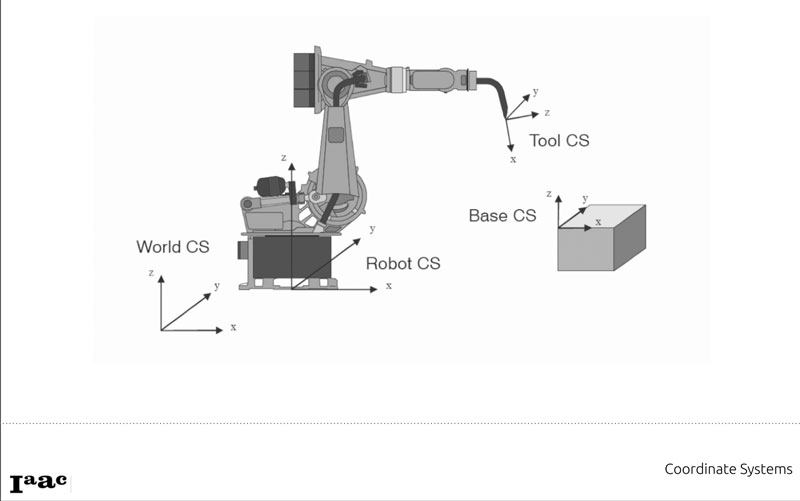 y
z
x
Tool CS
z
y
x
Base CS
z
y
x
Robot CS
World CS
z
y
x
Coordinate Systems
Iaac